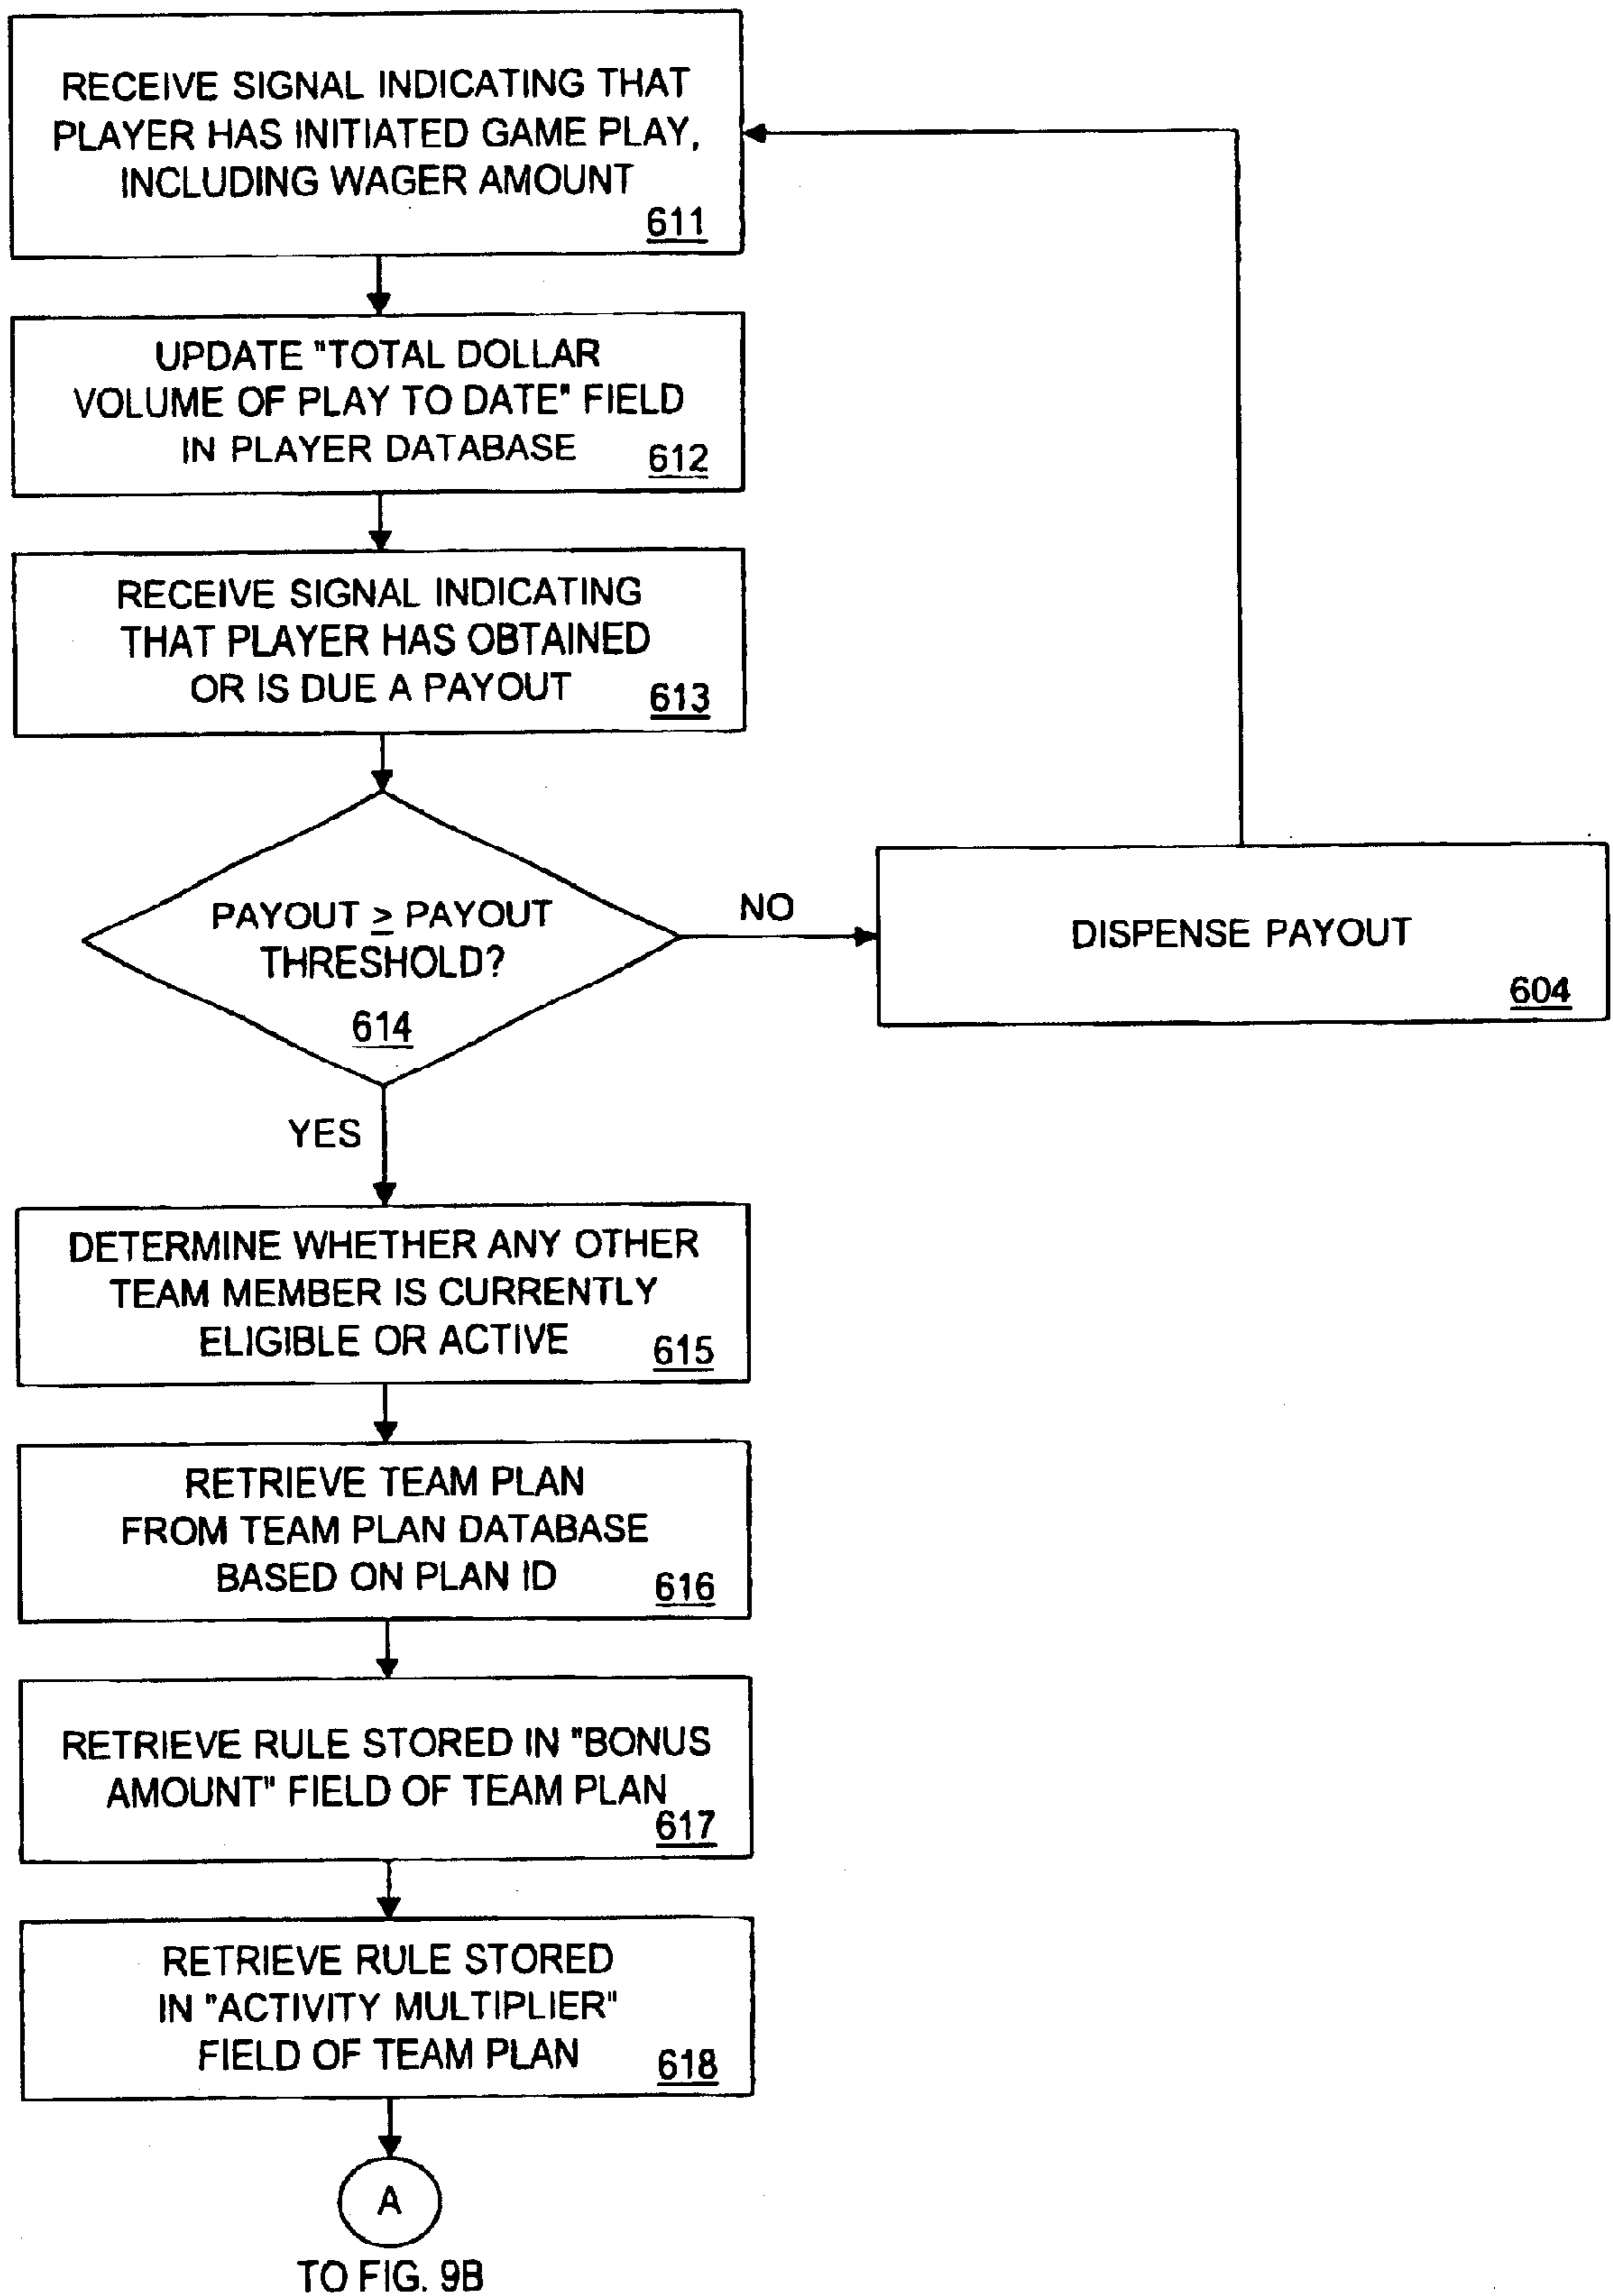 RECEIVE SIGNAL INDICATING THAT
PLAYER HAS INITIATED GAME PLAY,
INCLUDING WAGER AMOUNT
611
UPDATE "TOTAL DOLLAR
VOLUME OF PLAY TO DATE" FIELD
IN PLAYER DATABASE
612
RECEIVE SIGNAL INDICATING
THAT PLAYER HAS OBTAINED
OR IS DUE A PAYOUT
613
PAYOUT ≥ PAYOUT
THRESHOLD?
614
NO
DISPENSE PAYOUT
604
YES
DETERMINE WHETHER ANY OTHER
TEAM MEMBER IS CURRENTLY
ELIGIBLE OR ACTIVE
615
RETRIEVE TEAM PLAN
FROM TEAM PLAN DATABASE
BASED ON PLAN ID
616
RETRIEVE RULE STORED IN "BONUS
AMOUNT" FIELD OF TEAM PLAN
617
RETRIEVE RULE STORED
IN "ACTIVITY MULTIPLIER"
FIELD OF TEAM PLAN
618
A
TO FIG. 9B